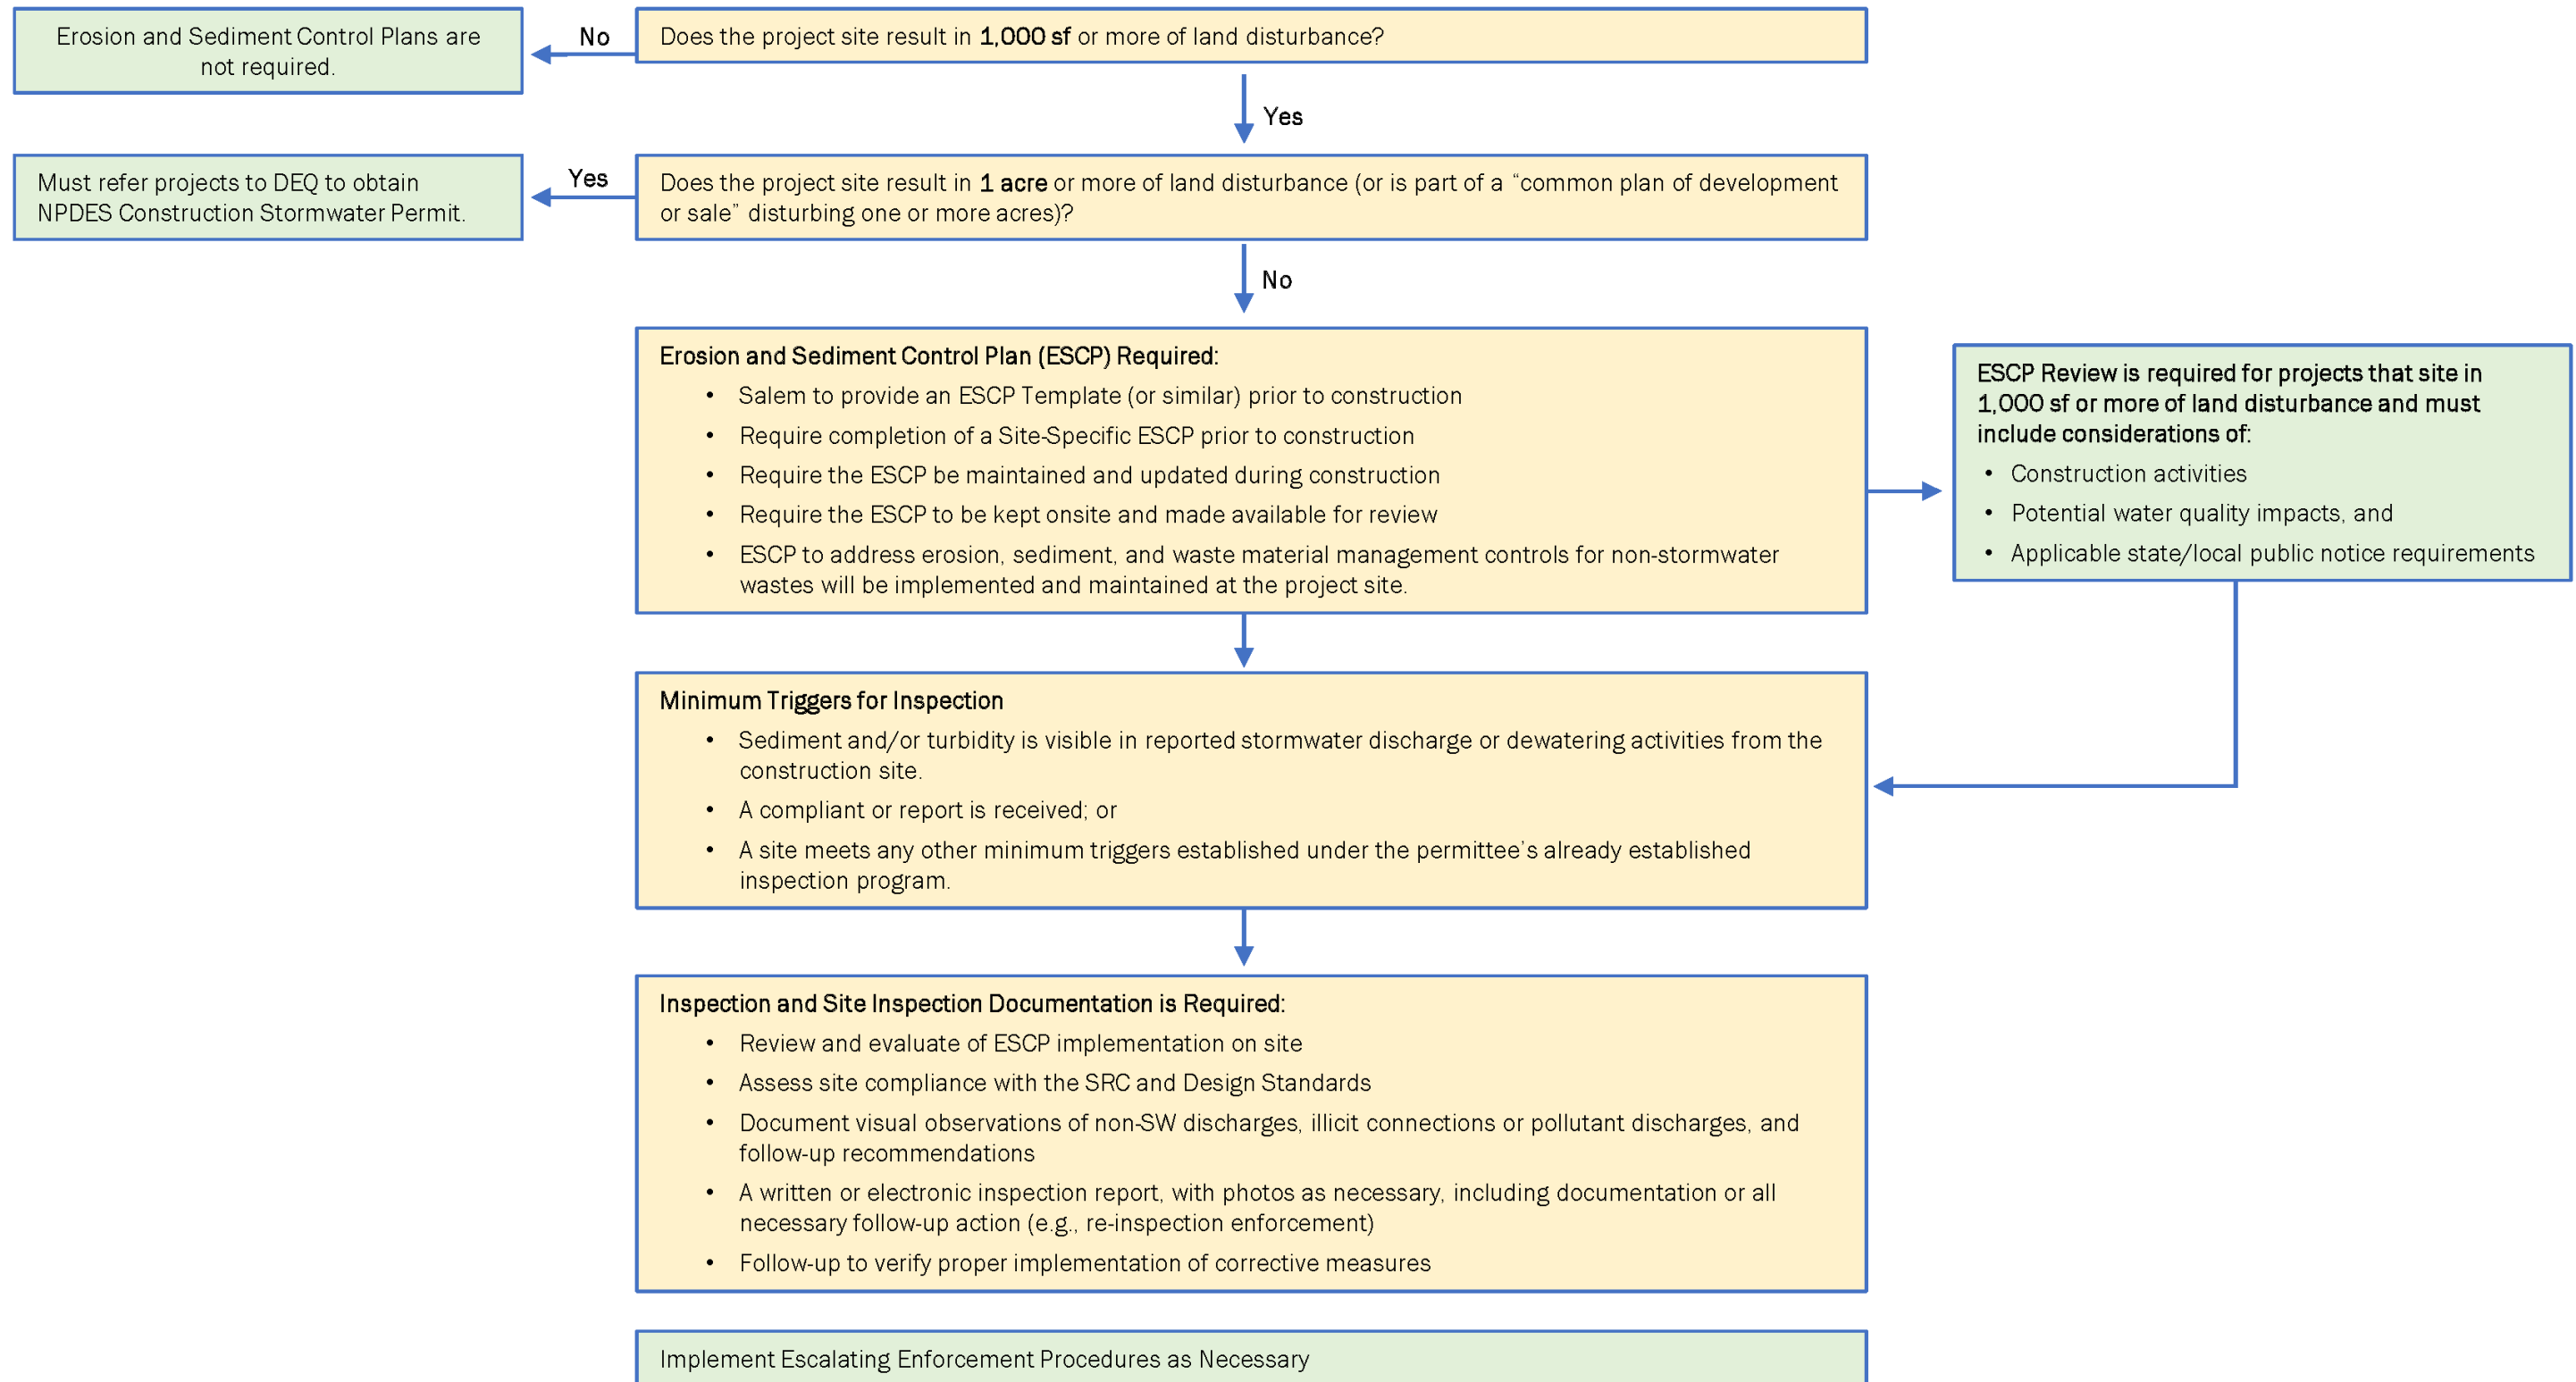 Erosion and Sediment Control Plans are
not required.
No
Does the project site result in 1,000 sf or more of land disturbance?
Yes
Must refer projects to DEQ to obtain
NPDES Construction Stormwater Permit.
Yes
Does the project site result in 1 acre or more of land disturbance (or is part of a “common plan of development
or sale” disturbing one or more acres)?
No
Erosion and Sediment Control Plan (ESCP) Required:
• Salem to provide an ESCP Template (or similar) prior to construction
• Require completion of a Site-Specific ESCP prior to construction
• Require the ESCP be maintained and updated during construction
• Require the ESCP to be kept onsite and made available for review
• ESCP to address erosion, sediment, and waste material management controls for non-stormwater
wastes will be implemented and maintained at the project site.
ESCP Review is required for projects that site in
1,000 sf or more of land disturbance and must
include considerations of:
• Construction activities
• Potential water quality impacts, and
• Applicable state/local public notice requirements
Minimum Triggers for Inspection
• Sediment and/or turbidity is visible in reported stormwater discharge or dewatering activities from the
construction site.
• A compliant or report is received; or
• A site meets any other minimum triggers established under the permittee’s already established
inspection program.
Inspection and Site Inspection Documentation is Required:
• Review and evaluate of ESCP implementation on site
• Assess site compliance with the SRC and Design Standards
• Document visual observations of non-SW discharges, illicit connections or pollutant discharges, and
follow-up recommendations
• A written or electronic inspection report, with photos as necessary, including documentation or all
necessary follow-up action (e.g., re-inspection enforcement)
• Follow-up to verify proper implementation of corrective measures
Implement Escalating Enforcement Procedures as Necessary